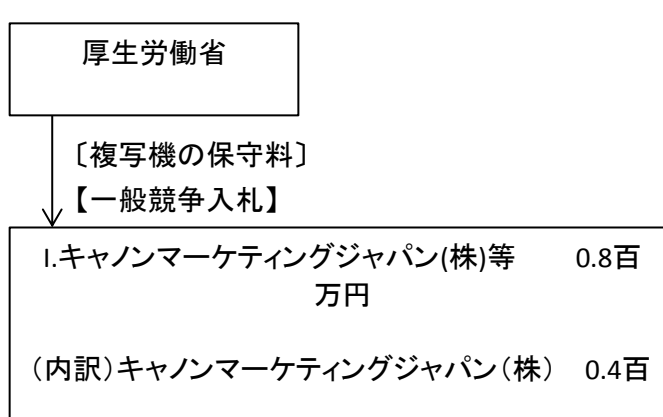 厚生労働省
〔複写機の保守料〕
【一般競争入札】
I.キャノンマーケティングジャパン(株)等　　0.8百
万円
（内訳）キャノンマーケティングジャパン（株）　0.4百